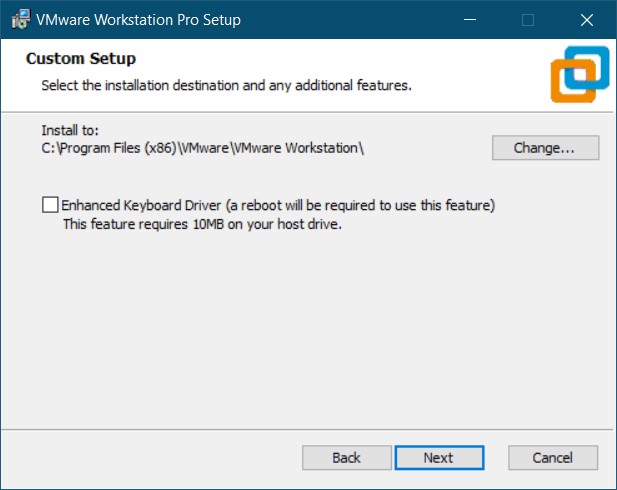 VMware Workstation Pro Setup
Custom Setup
Select the installation destination and any additional features.
Install to:
C:\Program Files (x86)\VMware\VMware Workstation\
Change...
Enhanced Keyboard Driver (a reboot will be required to use this feature)
This feature requires 10MB on your host drive.
Back
Next
Cancel